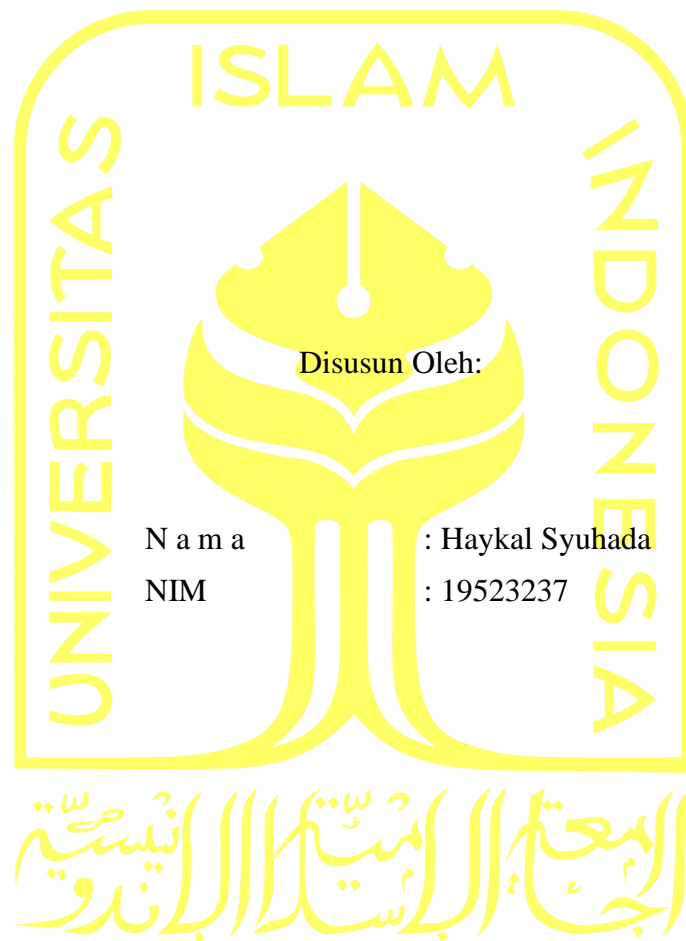 ISLAM
UNIVERSITAS
INDONESIA
Disusun Oleh:
N a m a : Haykal Syuhada
NIM : 19523237
الجامعة الإسلامية الإندونيسية